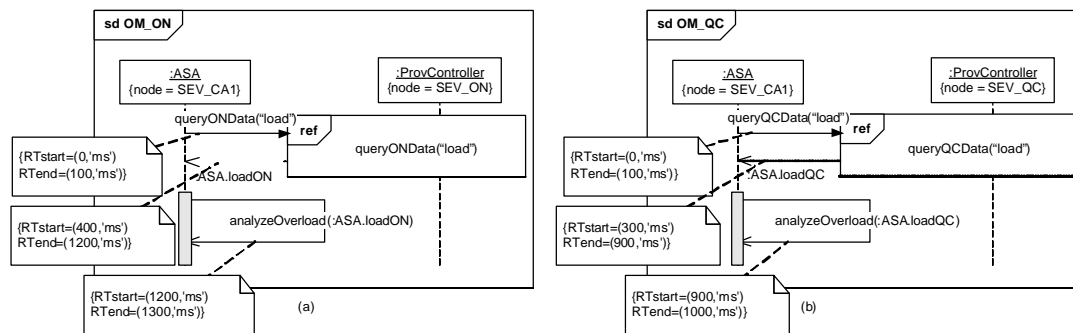 sd OM_ON
:ASA
{node = SEV_CA1}
:ProvController
{node = SEV_ON}
queryONData(“load”)
ref
queryONData(“load”)
{RTstart=(0,'ms')
RTend=(100,'ms')}
:ASA.loadON
{RTstart=(400,'ms')
RTend=(1200,'ms')}
analyzeOverload(:ASA.loadON)
{RTstart=(1200,'ms')
RTend=(1300,'ms')}
(a)
sd OM_QC
:ASA
{node = SEV_CA1}
:ProvController
{node = SEV_QC}
queryQCData(“load”)
ref
queryQCData(“load”)
{RTstart=(0,'ms')
RTend=(100,'ms')}
:ASA.loadQC
{RTstart=(300,'ms')
RTend=(900,'ms')}
analyzeOverload(:ASA.loadQC)
{RTstart=(900,'ms')
RTend=(1000,'ms')}
(b)